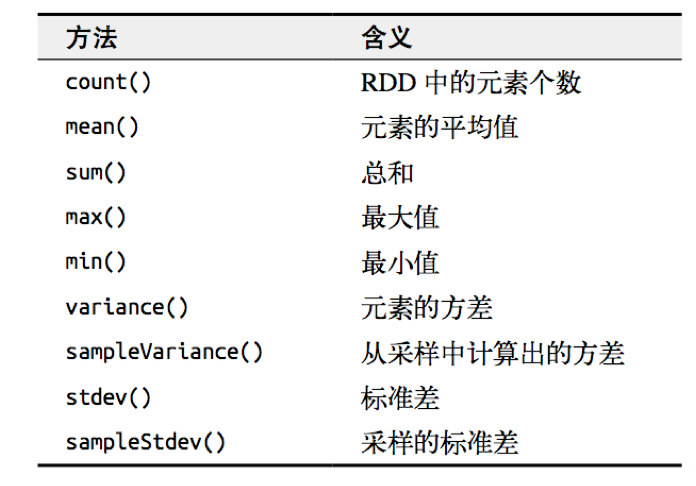 方法 含义
count() RDD 中的元素个数
mean() 元素的平均值
sum() 总和
max() 最大值
min() 最小值
variance() 元素的方差
sampleVariance() 从采样中计算出的方差
stdev() 标准差
sampleStdev() 采样的标准差